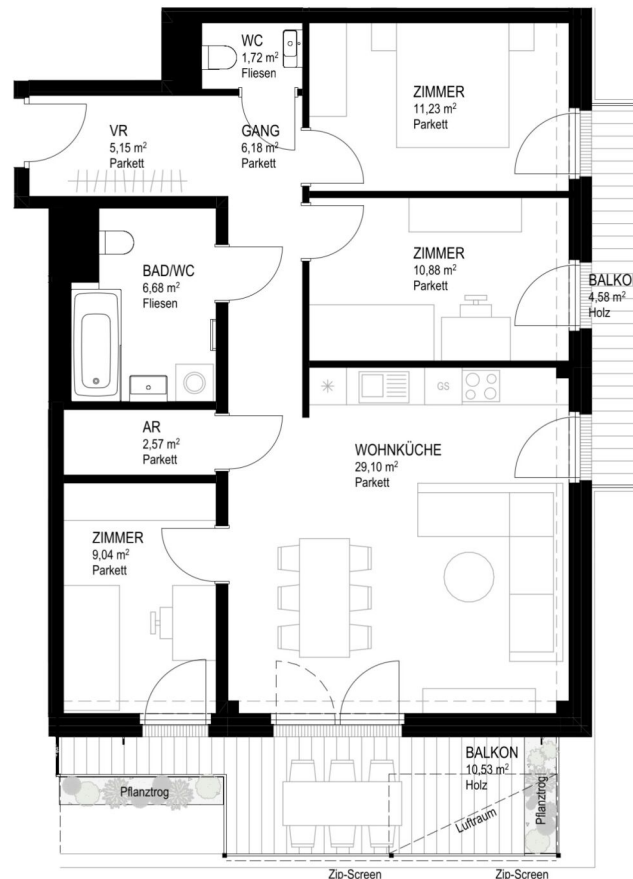 WC
1,72 m²
Fliesen
ZIMMER
11,23 m²
Parkett
VR
5,15 m²
Parkett
GANG
6,18 m²
Parkett
ZIMMER
10,88 m²
Parkett
BAD/WC
6,68 m²
Fliesen
BALKON
4,58 m²
Holz
GS
AR
2,57 m²
Parkett
WOHNKÜCHE
29,10 m²
Parkett
ZIMMER
9,04 m²
Parkett
BALKON
10,53 m²
Holz
Pflanztrog
Luftraum
Pflanztrog
Zip-Screen
Zip-Screen